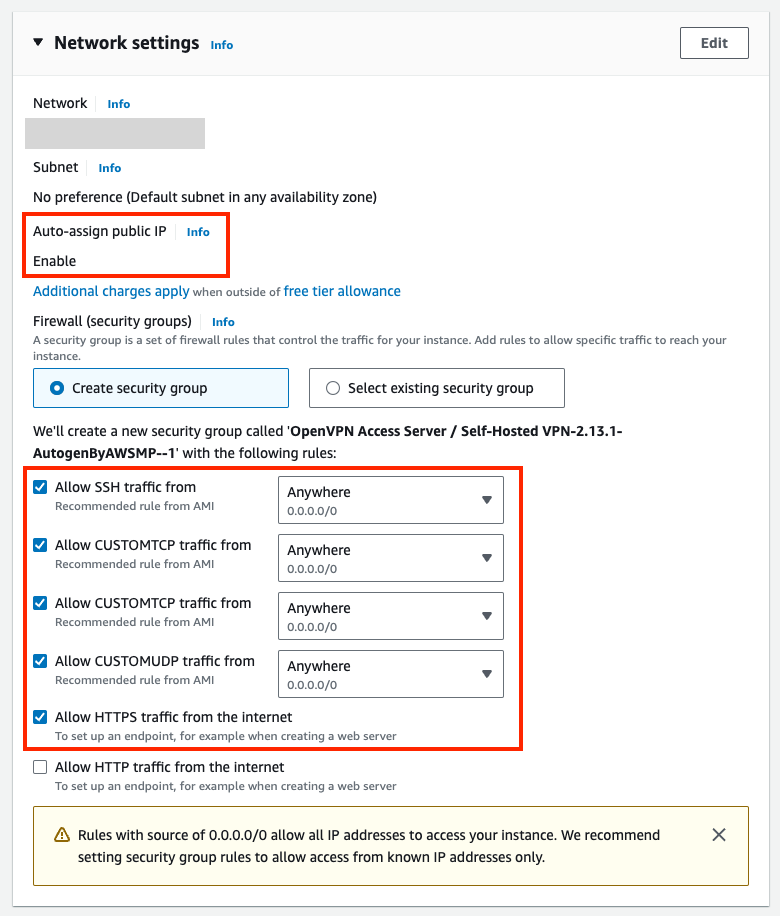 Network settings Info
Edit
Network Info
Subnet Info
No preference (Default subnet in any availability zone)
Auto-assign public IP Info
Enable
Additional charges apply when outside of free tier allowance
Firewall (security groups) Info
A security group is a set of firewall rules that control the traffic for your instance. Add rules to allow specific traffic to reach your
instance.
Create security group
Select existing security group
We'll create a new security group called 'OpenVPN Access Server / Self-Hosted VPN-2.13.1-
AutogenByAWSMP--1' with the following rules:
Allow SSH traffic from
Recommended rule from AMI
Anywhere
0.0.0.0/0
Allow CUSTOMTCP traffic from
Recommended rule from AMI
Anywhere
0.0.0.0/0
Allow CUSTOMTCP traffic from
Recommended rule from AMI
Anywhere
0.0.0.0/0
Allow CUSTOMUDP traffic from
Recommended rule from AMI
Anywhere
0.0.0.0/0
Allow HTTPS traffic from the internet
To set up an endpoint, for example when creating a web server
Allow HTTP traffic from the internet
To set up an endpoint, for example when creating a web server
Rules with source of 0.0.0.0/0 allow all IP addresses to access your instance. We recommend
setting security group rules to allow access from known IP addresses only.